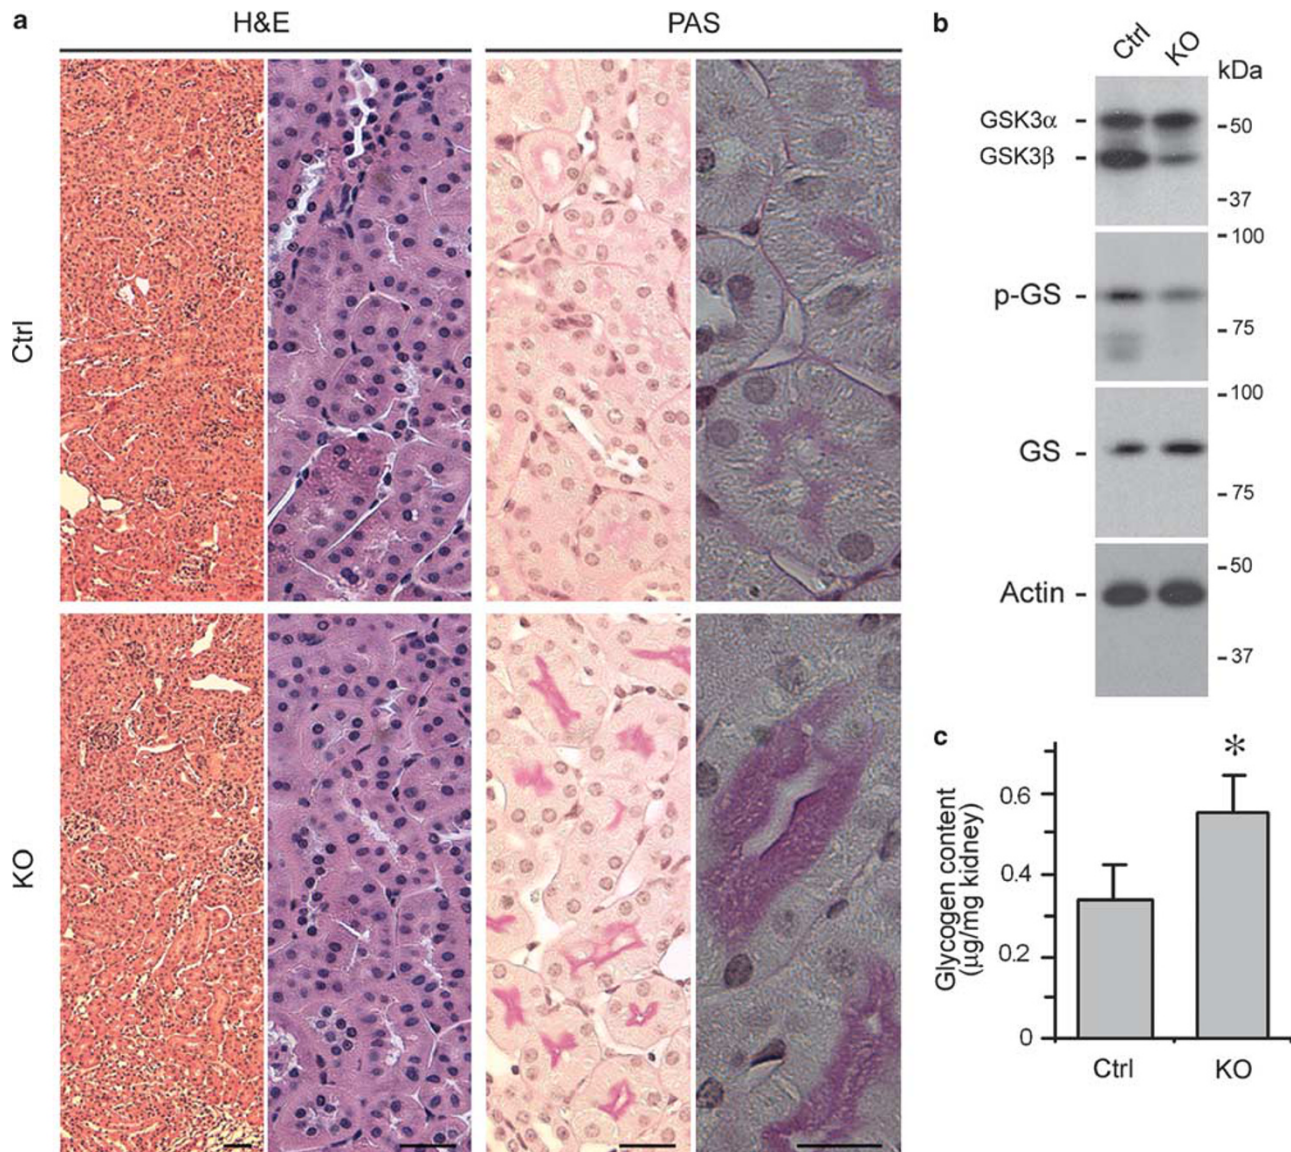 a
H&E
PAS
Ctrl
KO
b
Ctrl
KO
kDa
GSK3α
50
GSK3β
37
100
p-GS
75
100
GS
75
50
Actin
37
c
*
Glycogen content
(µg/mg kidney)
0.6
0.4
0.2
0
Ctrl
KO